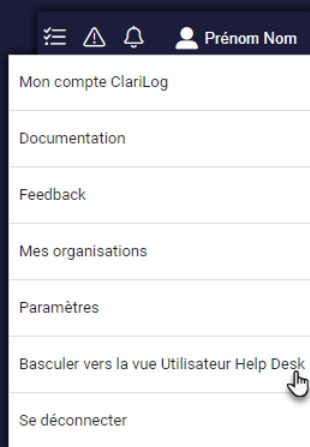 Prénom Nom
Mon compte ClariLog
Documentation
Feedback
Mes organisations
Paramètres
Basculer vers la vue Utilisateur Help Desk
Se déconnecter